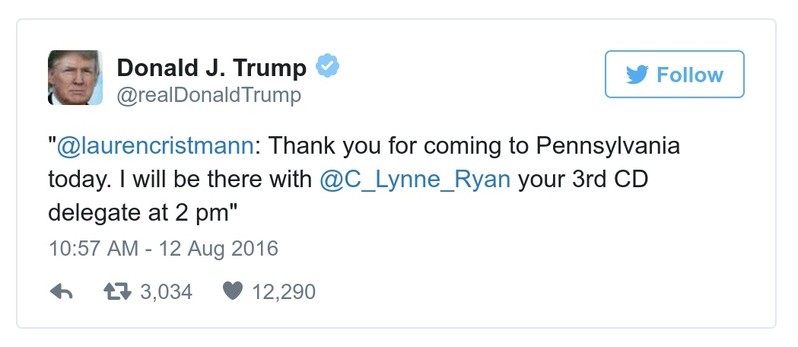 Donald J. Trump
@realDonaldTrump
Follow
"@laurencristmann: Thank you for coming to Pennsylvania
today. I will be there with @C_Lynne_Ryan your 3rd CD
delegate at 2 pm"
10:57 AM - 12 Aug 2016
3,034 12,290